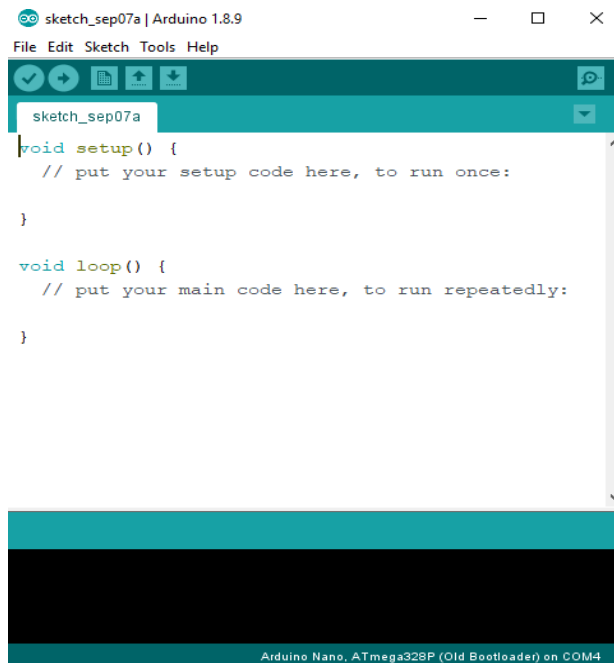 sketch_sep07a | Arduino 1.8.9
File Edit Sketch Tools Help
sketch_sep07a
void setup() {
  // put your setup code here, to run once:
}
void loop() {
  // put your main code here, to run repeatedly:
}
Arduino Nano, ATmega328P (Old Bootloader) on COM4